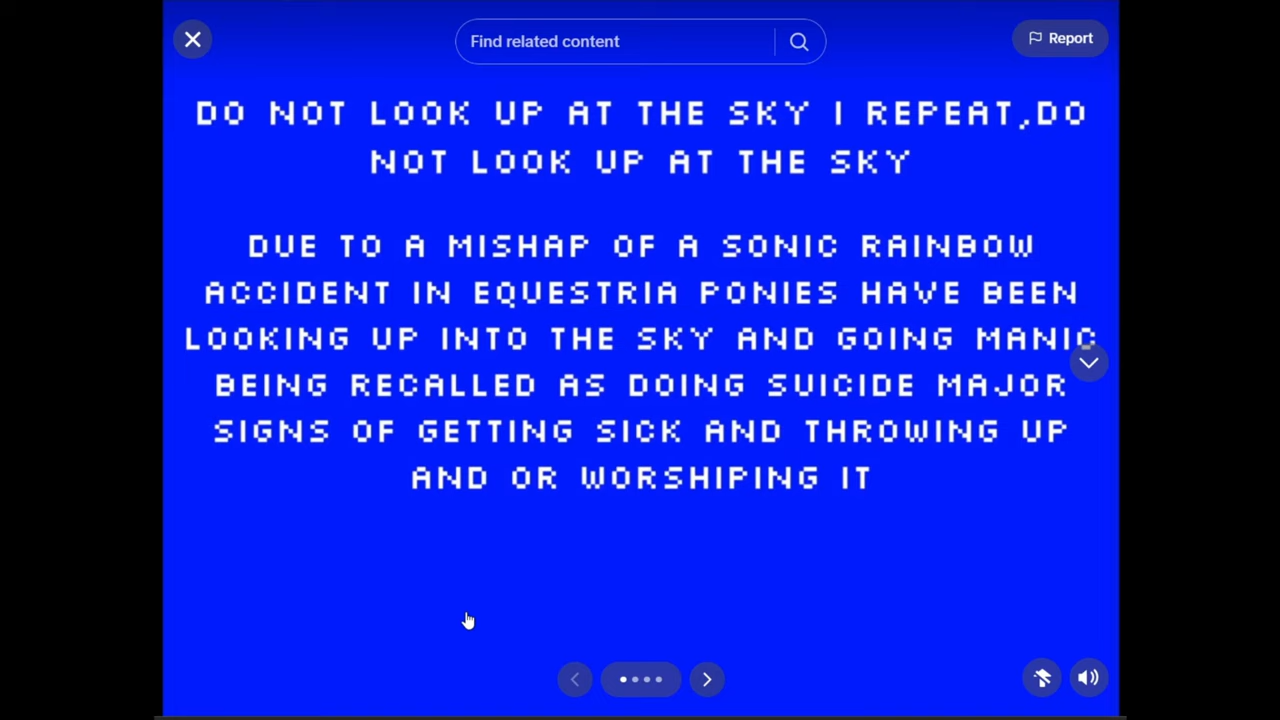 Find related content
Report
DO NOT LOOK UP AT THE SKY I REPEAT,DO
NOT LOOK UP AT THE SKY
DUE TO A MISHAP OF A SONIC RAINBOW
ACCIDENT IN EQUESTRIA PONIES HAVE BEEN
LOOKING UP INTO THE SKY AND GOING MANIC
BEING RECALLED AS DOING SUICIDE MAJOR
SIGNS OF GETTING SICK AND THROWING UP
AND OR WORSHIPING IT